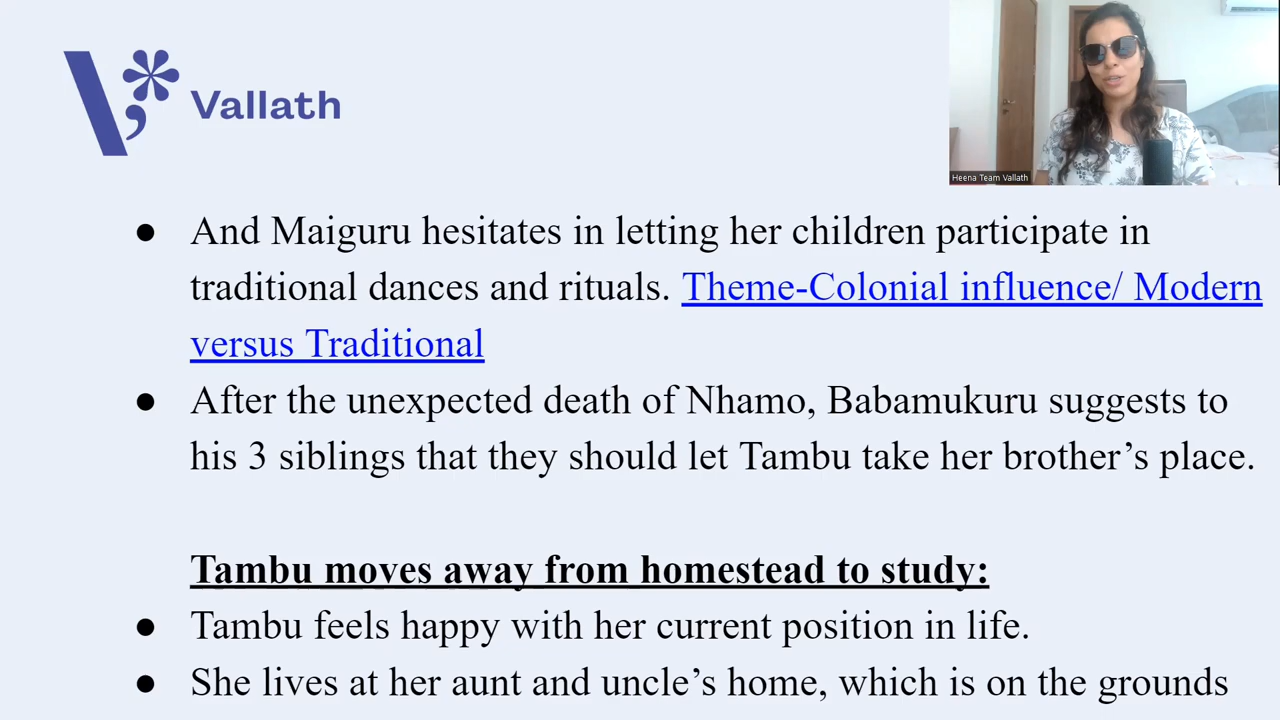 Vallath
Heena Team Vallath
● And Maiguru hesitates in letting her children participate in
traditional dances and rituals. Theme-Colonial influence/ Modern
versus Traditional
● After the unexpected death of Nhamo, Babamukuru suggests to
his 3 siblings that they should let Tambu take her brother’s place.
Tambu moves away from homestead to study:
● Tambu feels happy with her current position in life.
● She lives at her aunt and uncle’s home, which is on the grounds